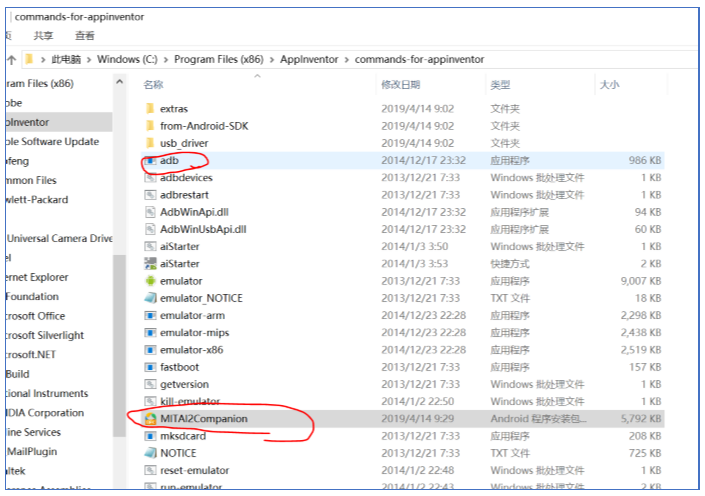 commands-for-appinventor
共享 查看
此电脑 > Windows (C:) > Program Files (x86) > AppInventor > commands-for-appinventor
ram Files (x86)
obe
pInventor
ple Software Update
feng
mmon Files
wlett-Packard
Universal Camera Drive
el
ernet Explorer
Foundation
crosoft Office
crosoft Silverlight
crosoft.NET
Build
tional Instruments
IDIA Corporation
line Services
MailPlugin
altek
名称 修改日期 类型 大小
extras 2019/4/14 9:02 文件夹
from-Android-SDK 2019/4/14 9:02 文件夹
usb_driver 2019/4/14 9:02 文件夹
adb 2014/12/17 23:32 应用程序 986 KB
adbdevices 2013/12/21 7:33 Windows 批处理文件 1 KB
adbrestart 2013/12/21 7:33 Windows 批处理文件 1 KB
AdbWinApi.dll 2014/12/17 23:32 应用程序扩展 94 KB
AdbWinUsbApi.dll 2014/12/17 23:32 应用程序扩展 60 KB
aiStarter 2014/1/3 3:50 Windows 批处理文件 1 KB
aiStarter 2014/1/3 3:53 快捷方式 2 KB
emulator 2013/12/21 7:33 应用程序 9,007 KB
emulator_NOTICE 2013/12/21 7:33 TXT 文件 18 KB
emulator-arm 2014/12/23 22:28 应用程序 2,298 KB
emulator-mips 2014/12/23 22:28 应用程序 2,438 KB
emulator-x86 2014/12/23 22:28 应用程序 2,519 KB
fastboot 2013/12/21 7:33 应用程序 157 KB
getversion 2013/12/21 7:33 Windows 批处理文件 1 KB
kill-emulator 2014/1/2 22:50 Windows 批处理文件 1 KB
MITAI2Companion 2019/4/14 9:29 Android 程序安装包... 5,792 KB
mksdcard 2013/12/21 7:33 应用程序 208 KB
NOTICE 2013/12/21 7:33 TXT 文件 725 KB
reset-emulator 2014/1/2 22:48 Windows 批处理文件 1 KB
run-emulator 2014/1/2 22:43 Windows 批处理文件 2 KB